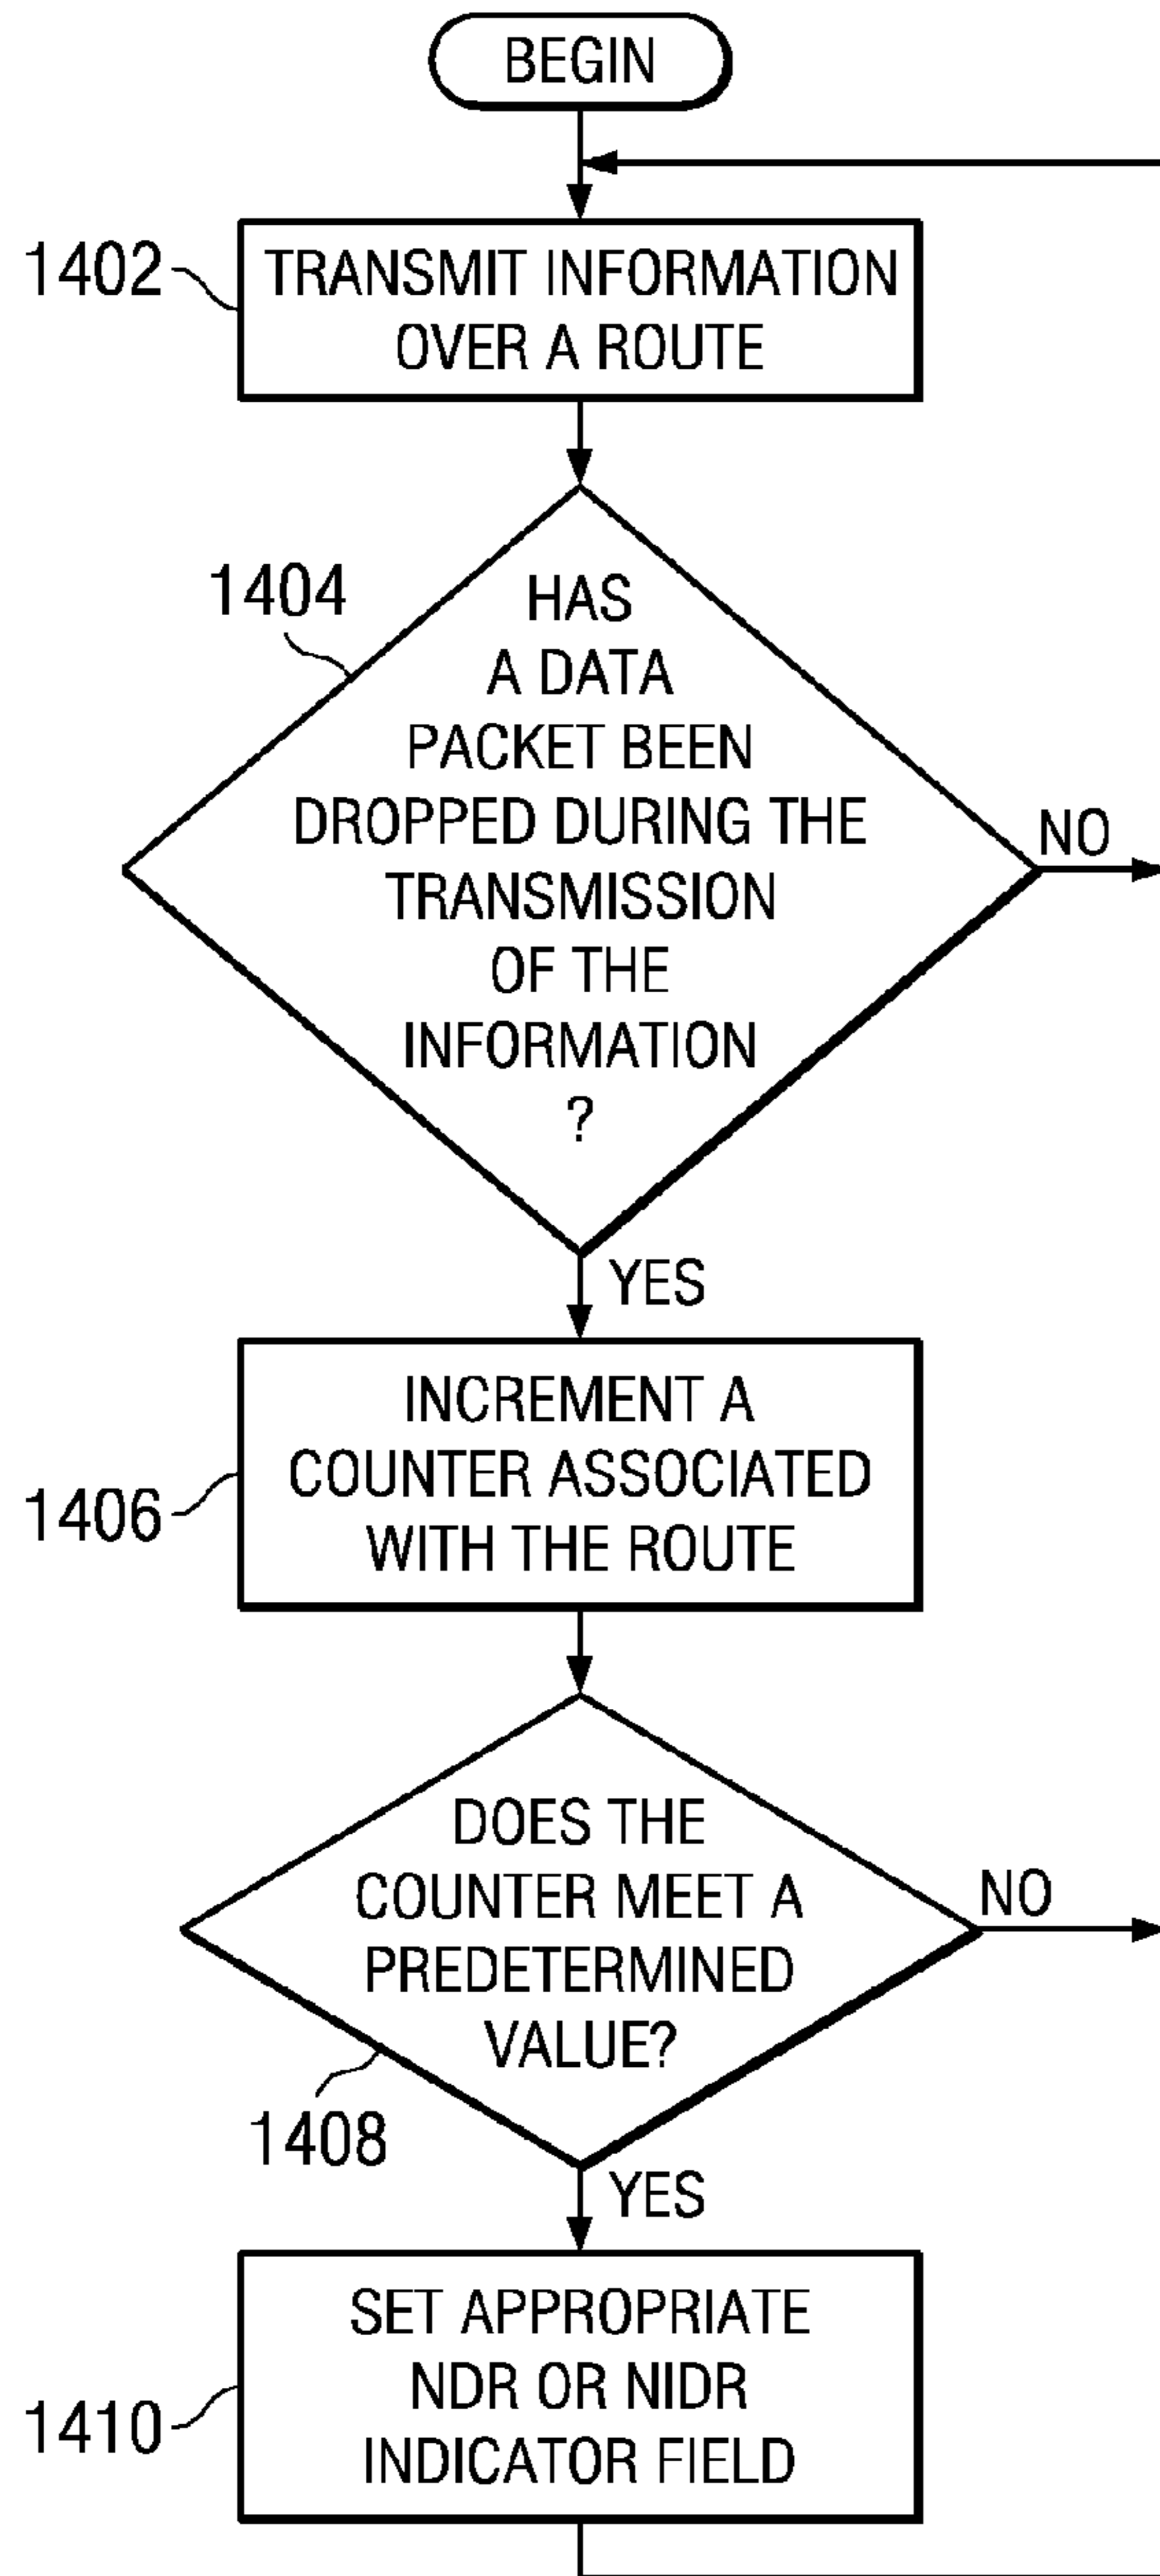 BEGIN
1402
TRANSMIT INFORMATION
OVER A ROUTE
1404
HAS
A DATA
PACKET BEEN
DROPPED DURING THE
TRANSMISSION
OF THE
INFORMATION
?
NO
YES
1406
INCREMENT A
COUNTER ASSOCIATED
WITH THE ROUTE
DOES THE
COUNTER MEET A
PREDETERMINED
VALUE?
NO
1408
YES
1410
SET APPROPRIATE
NDR OR NIDR
INDICATOR FIELD